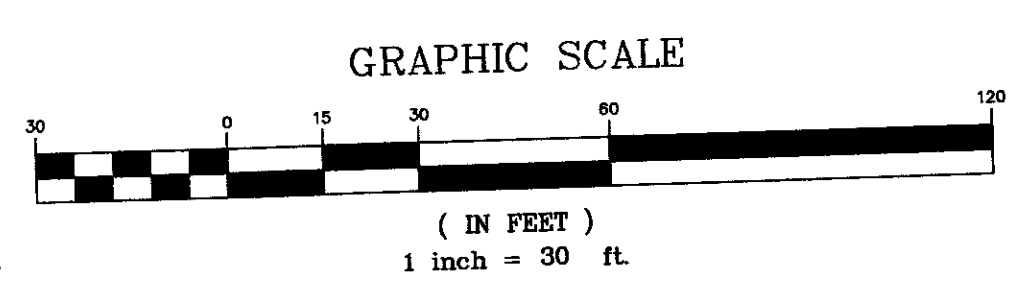 GRAPHIC SCALE
30 0 15 30 60 120
( IN FEET )
1 inch = 30 ft.